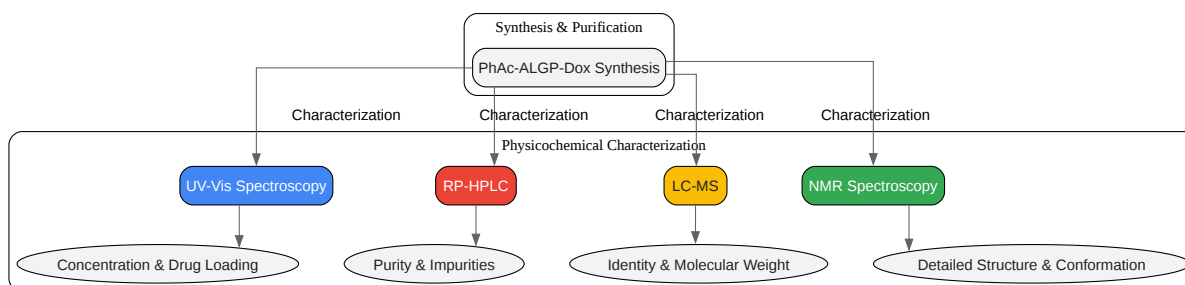 Synthesis & Purification
PhAc-ALGP-Dox Synthesis
Characterization
Characterization
Characterization
Characterization
Physicochemical Characterization
UV-Vis Spectroscopy
RP-HPLC
LC-MS
NMR Spectroscopy
Concentration & Drug Loading
Purity & Impurities
Identity & Molecular Weight
Detailed Structure & Conformation